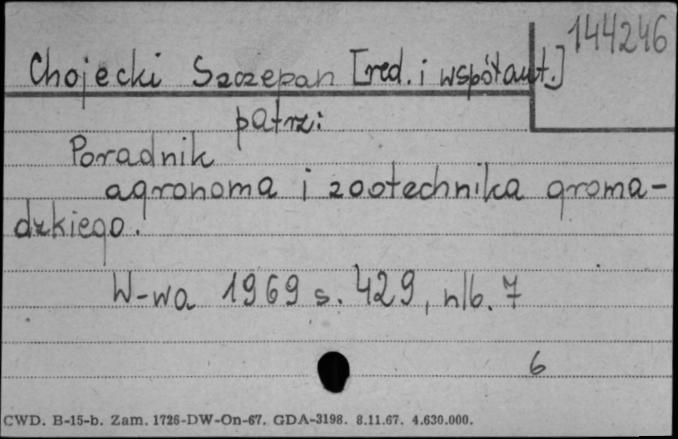 144246
Chojecki Szczepan [red. i współaut.]
patrz:
Poradnik
agronoma i zootechnika groma-
dzkiego.
W-wa 1969 s. 429, nlb. 7
6
CWD. B-15-b. Zam. 1726-DW-On-67. GDA-3198. 8.11.67. 4.630.000.